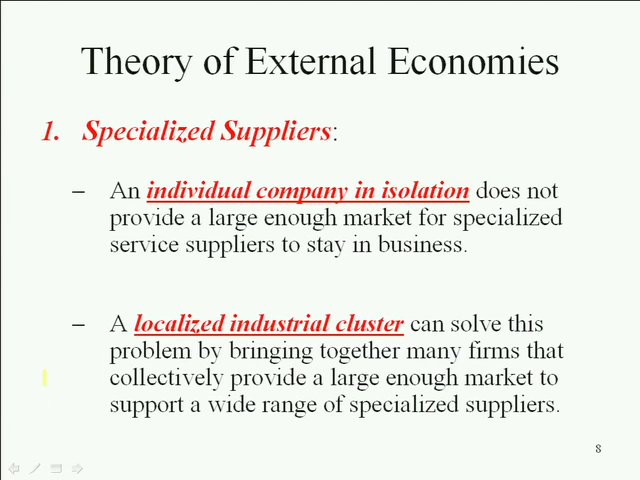 Theory of External Economies
1. Specialized Suppliers:
– An individual company in isolation does not
provide a large enough market for specialized
service suppliers to stay in business.
– A localized industrial cluster can solve this
problem by bringing together many firms that
collectively provide a large enough market to
support a wide range of specialized suppliers.
8